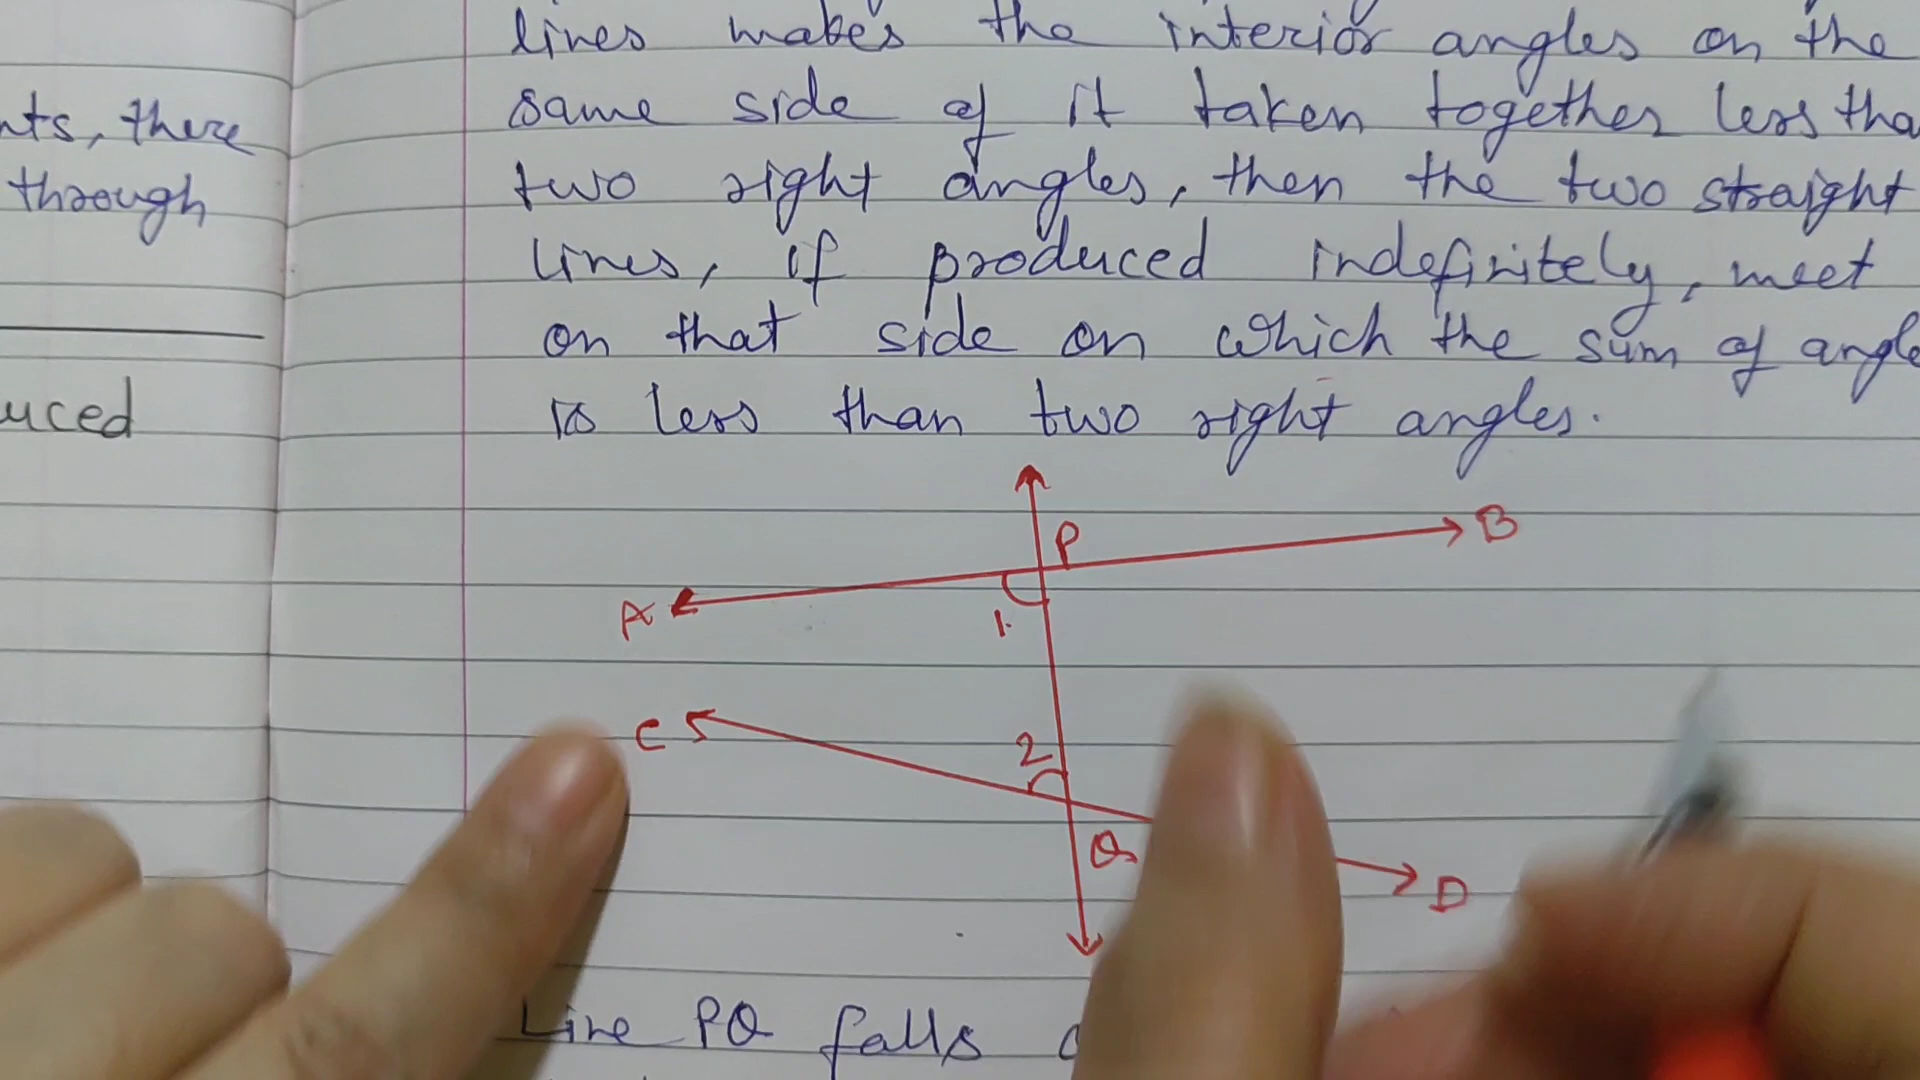 lines makes the interior angles on the
same side of it taken together less than
two right angles, then the two straight
lines, if produced indefinitely, meet
on that side on which the sum of angle
is less than two right angles.
nts, there
through
uced
P
B
A
1.
C
2
Q
D
Line PQ falls